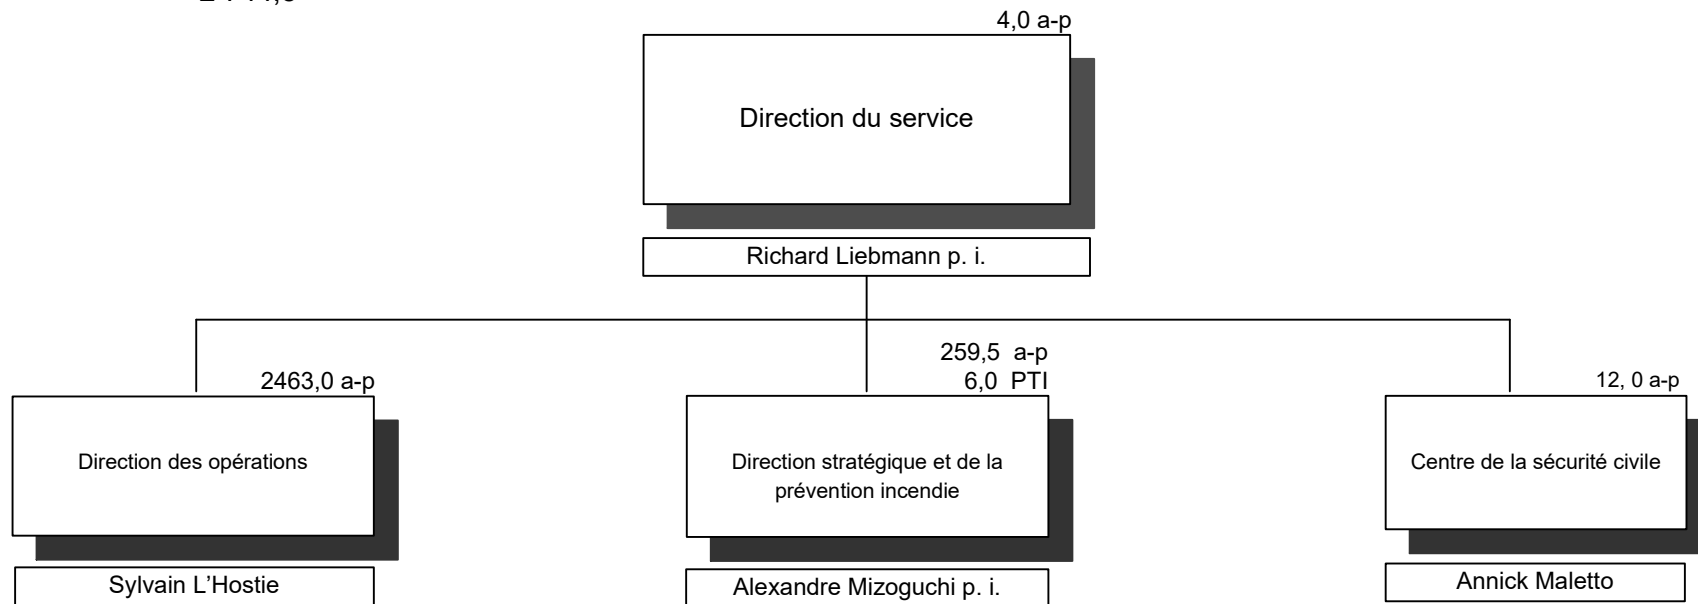 4,0 a-p
Direction du service
Richard Liebmann p. i.
259,5 a-p
2463,0 a-p
6,0 PTI
12, 0 a-p
Direction des opérations
Direction stratégique et de la
prévention incendie
Centre de la sécurité civile
Sylvain L’Hostie
Alexandre Mizoguchi p. i.
Annick Maletto